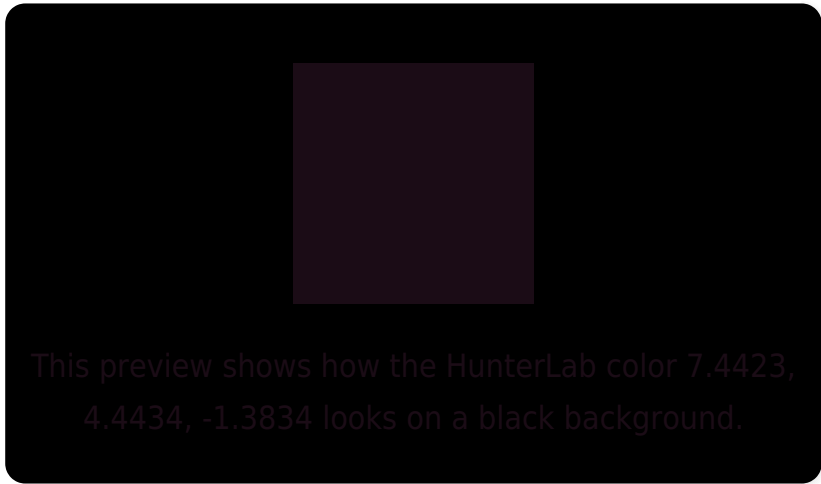 This preview shows how the HunterLab color 7.4423,
4.4434, -1.3834 looks on a black background.